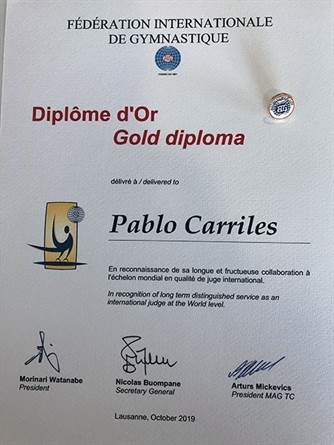 FÉDÉRATION INTERNATIONALE
DE GYMNASTIQUE
Diplôme d'Or
Gold diploma
délivré à / delivered to
Pablo Carriles
En reconnaissance de sa longue et fructueuse collaboration à
l'échelon mondial en qualité de juge international.
In recognition of long term distinguished service as an
international judge at the World level.
Morinari Watanabe
President
Nicolas Buompane
Secretary General
Arturs Mickevics
President MAG TC
Lausanne, October 2019